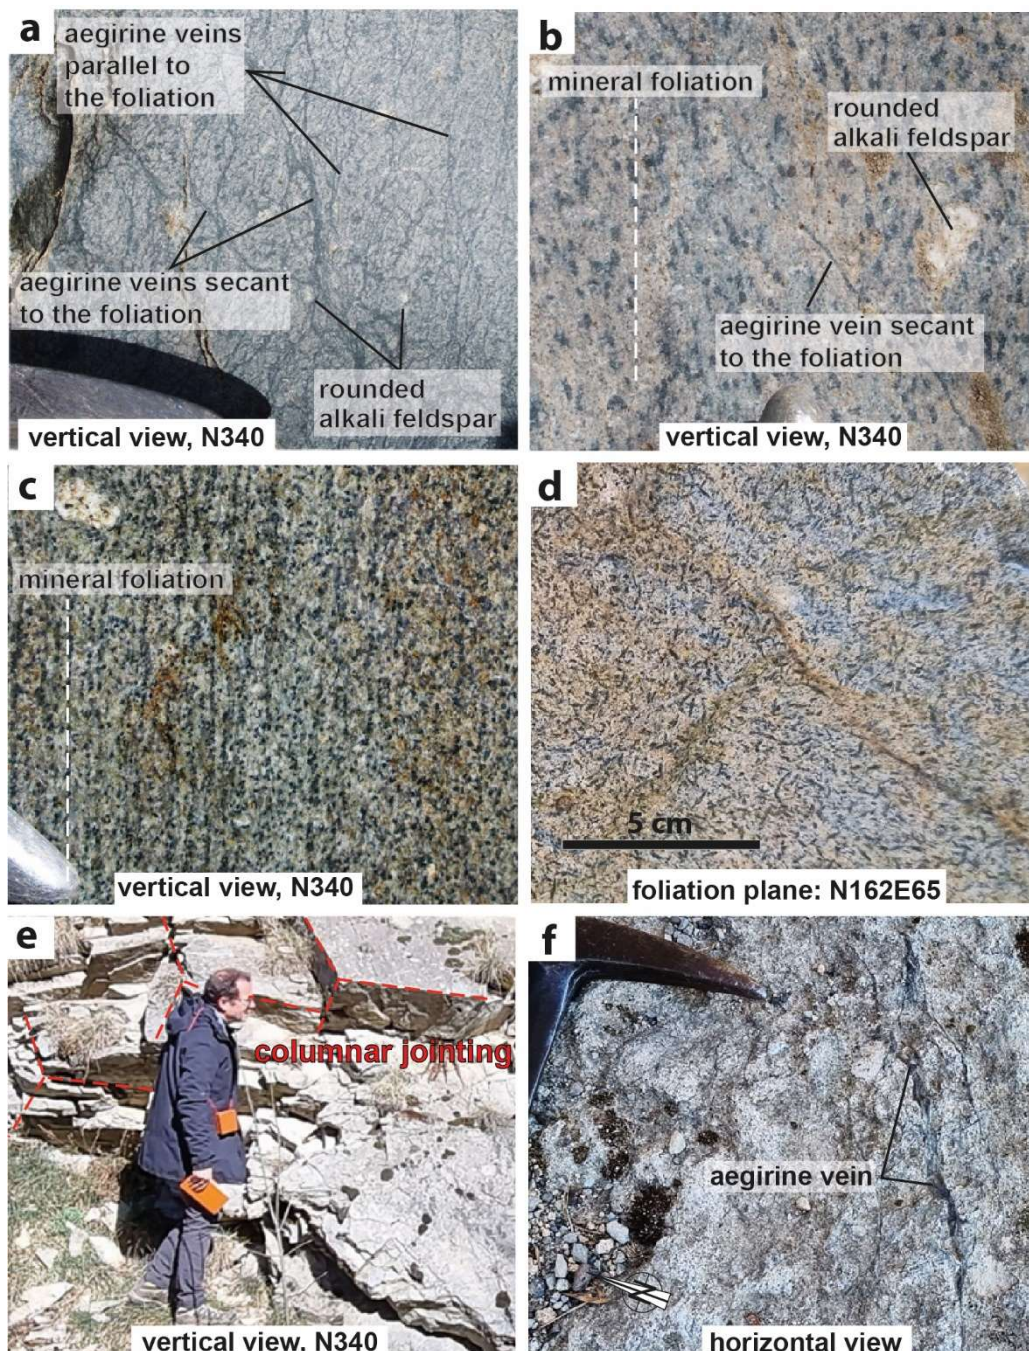 a
aegirine veins
parallel to
the foliation
aegirine veins secant
to the foliation
rounded
alkali feldspar
vertical view, N340
b
mineral foliation
rounded
alkali feldspar
aegirine vein secant
to the foliation
vertical view, N340
c
mineral foliation
vertical view, N340
d
5 cm
foliation plane: N162E65
e
columnar jointing
vertical view, N340
f
aegirine vein
horizontal view